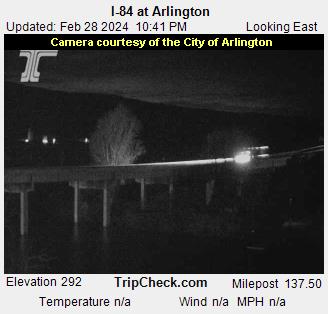 I-84 at Arlington
Updated: Feb 28 2024 10:41 PM Looking East
Camera courtesy of the City of Arlington
Elevation 292 TripCheck.com Milepost 137.50
Temperature n/a Wind n/a MPH n/a